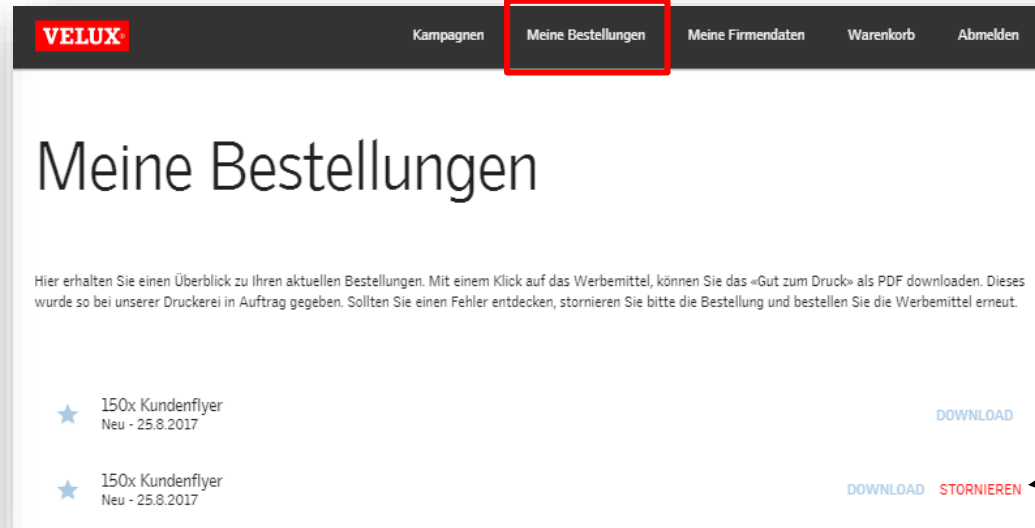 VELUX
Kampagnen Meine Bestellungen Meine Firmendaten Warenkorb Abmelden
Meine Bestellungen
Hier erhalten Sie einen Überblick zu Ihren aktuellen Bestellungen. Mit einem Klick auf das Werbemittel, können Sie das «Gut zum Druck» als PDF downloaden. Dieses
wurde so bei unserer Druckerei in Auftrag gegeben. Sollten Sie einen Fehler entdecken, stornieren Sie bitte die Bestellung und bestellen Sie die Werbemittel erneut.
150x Kundenflyer
Neu - 25.8.2017
DOWNLOAD
150x Kundenflyer
Neu - 25.8.2017
DOWNLOAD STORNIEREN